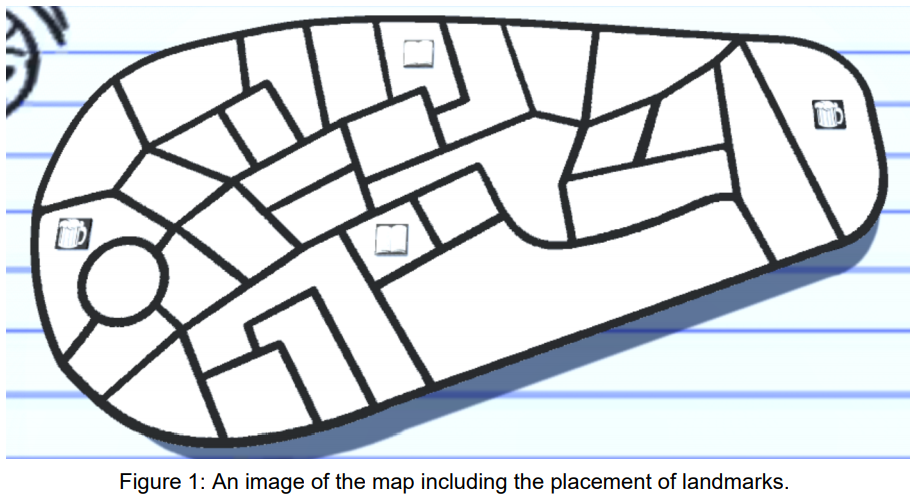 Figure 1: An image of the map including the placement of landmarks.